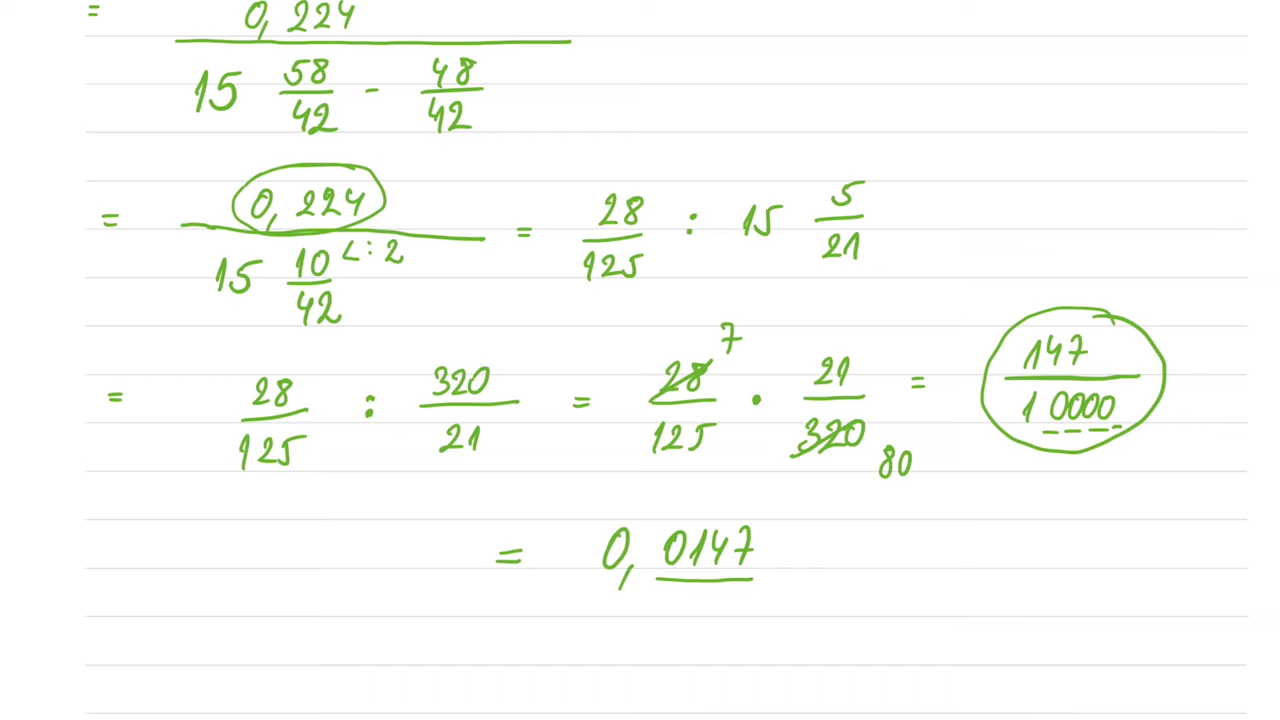 = 0,224 / (15 58/42 - 48/42)
= 0,224 / (15 10/42 <:2) = 28/125 : 15 5/21
= 28/125 : 320/21 = 28/125 7 · 21/320 80 = 147/10000
= 0,0147